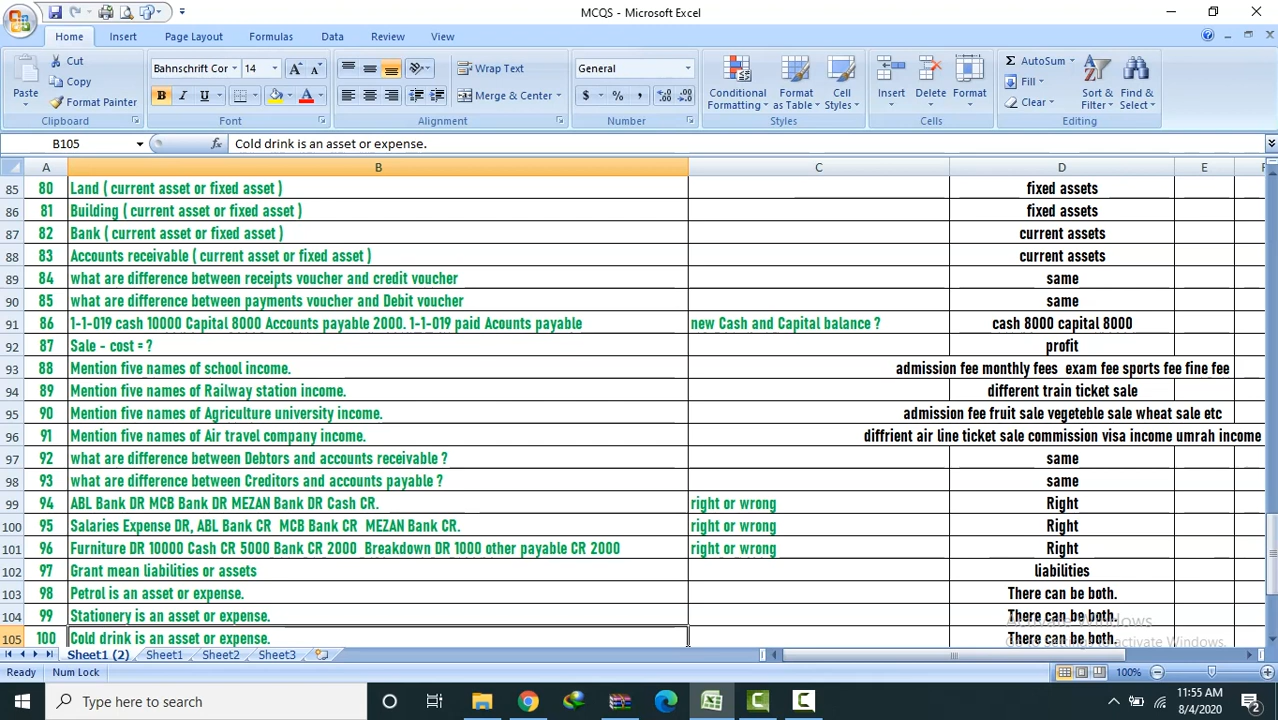 MCQS - Microsoft Excel
Home Insert Page Layout Formulas Data Review View
Paste
Cut
Copy
Format Painter
Clipboard
Bahnschrift Cor 14
B I U A A A
Font
Wrap Text
Merge & Center
Alignment
General
$ % ,
Number
Conditional Formatting
Format as Table
Cell Styles
Styles
Insert Delete Format
Cells
Σ AutoSum
Fill
Clear
Sort & Filter
Find & Select
Editing
B105 fx Cold drink is an asset or expense.
A B C D E F
85 80 Land ( current asset or fixed asset ) fixed assets
86 81 Building ( current asset or fixed asset ) fixed assets
87 82 Bank ( current asset or fixed asset ) current assets
88 83 Accounts receivable ( current asset or fixed asset ) current assets
89 84 what are difference between receipts voucher and credit voucher same
90 85 what are difference between payments voucher and Debit voucher same
91 86 1-1-019 cash 10000 Capital 8000 Accounts payable 2000. 1-1-019 paid Acounts payable new Cash and Capital balance ? cash 8000 capital 8000
92 87 Sale - cost = ? profit
93 88 Mention five names of school income. admission fee monthly fees exam fee sports fee fine fee
94 89 Mention five names of Railway station income. different train ticket sale
95 90 Mention five names of Agriculture university income. admission fee fruit sale vegeteble sale wheat sale etc
96 91 Mention five names of Air travel company income. diffrient air line ticket sale commission visa income umrah income
97 92 what are difference between Debtors and accounts receivable ? same
98 93 what are difference between Creditors and accounts payable ? same
99 94 ABL Bank DR MCB Bank DR MEZAN Bank DR Cash CR. right or wrong Right
100 95 Salaries Expense DR, ABL Bank CR MCB Bank CR MEZAN Bank CR. right or wrong Right
101 96 Furniture DR 10000 Cash CR 5000 Bank CR 2000 Breakdown DR 1000 other payable CR 2000 right or wrong Right
102 97 Grant mean liabilities or assets liabilities
103 98 Petrol is an asset or expense. There can be both.
104 99 Stationery is an asset or expense. There can be both.
105 100 Cold drink is an asset or expense. There can be both.
Activate Windows
Go to Settings to activate Windows.
Sheet1 (2) Sheet1 Sheet2 Sheet3
Ready Num Lock 100%
Type here to search
11:55 AM
8/4/2020
2